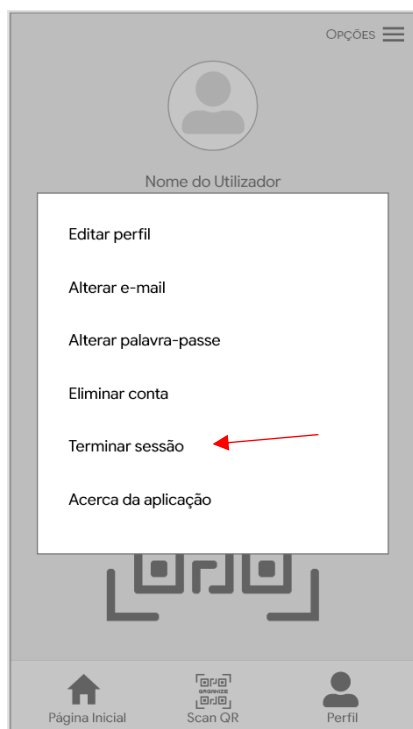 OPÇÕES
Nome do Utilizador
Editar perfil
Alterar e-mail
Alterar palavra-passe
Eliminar conta
Terminar sessão
Acerca da aplicação
ORGANIZE
Página Inicial
Scan QR
Perfil